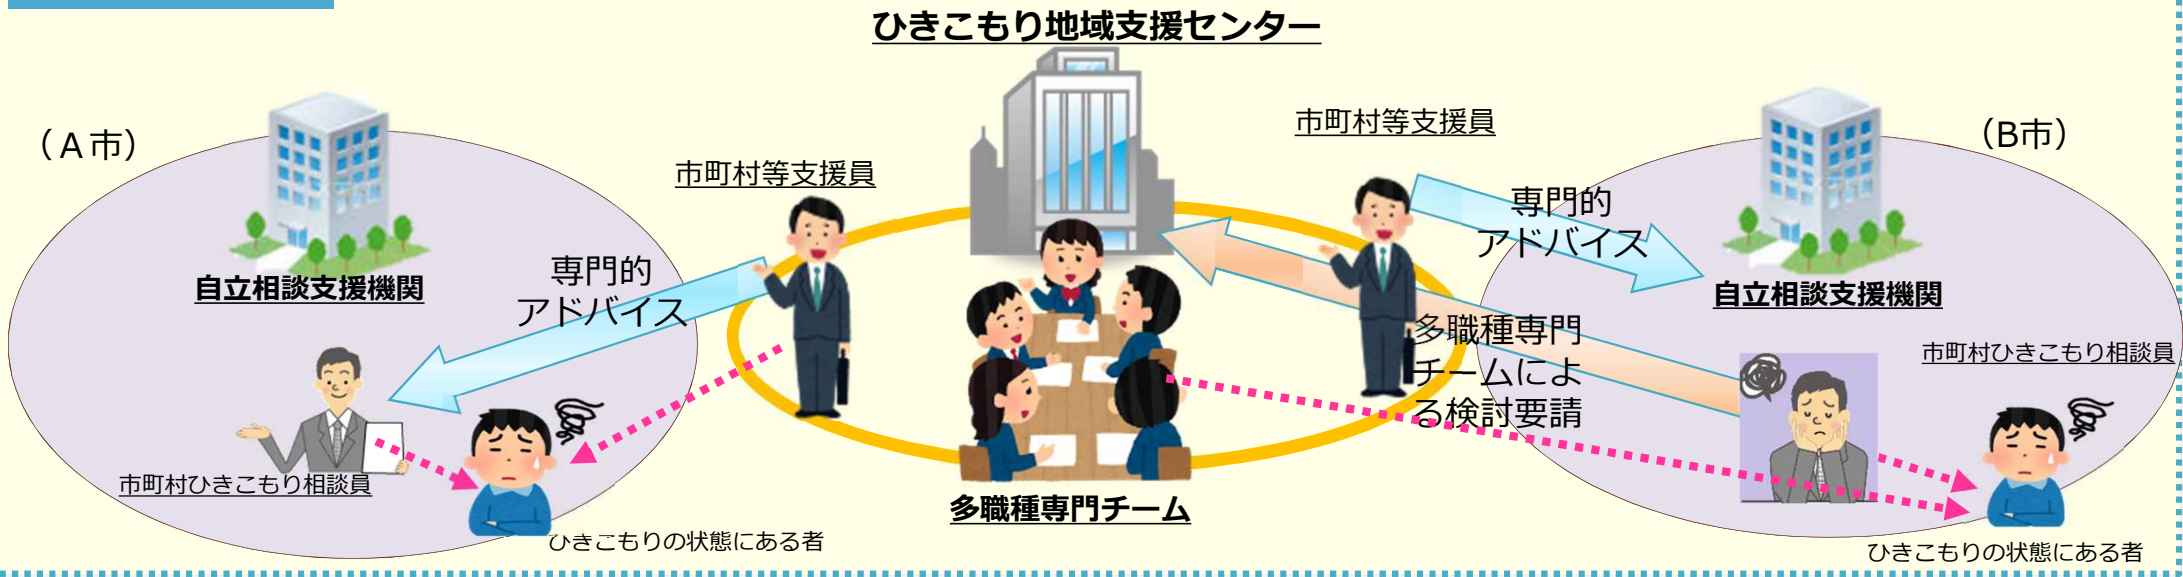 ひきこもり地域支援センター
（Ａ市）
自立相談支援機関
市町村等支援員
専門的
アドバイス
市町村ひきこもり相談員
ひきこもりの状態にある者
多職種専門チーム
市町村等支援員
専門的
アドバイス
多職種専門
チームによ
る検討要請
（B市）
自立相談支援機関
市町村ひきこもり相談員
ひきこもりの状態にある者